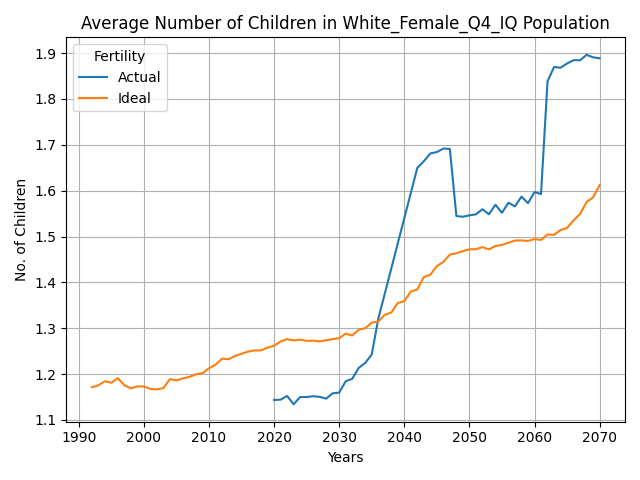 Average Number of Children in White_Female_Q4_IQ Population
Fertility
Actual
Ideal
No. of Children
1.9
1.8
1.7
1.6
1.5
1.4
1.3
1.2
1.1
1990 2000 2010 2020 2030 2040 2050 2060 2070
Years